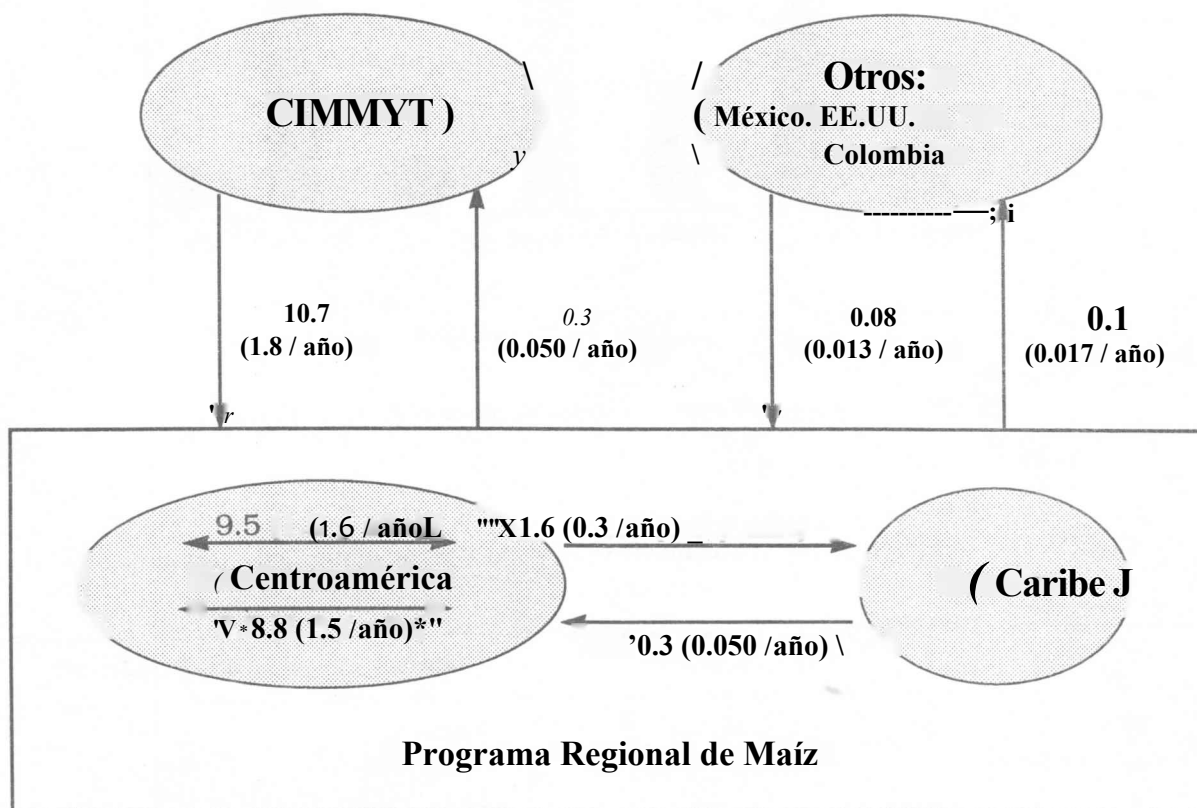 CIMMYT )
Otros:
( México. EE.UU.
Colombia
10.7
(1.8 / año)
0.3
(0.050 / año)
0.08
(0.013 / año)
0.1
(0.017 / año)
9.5 (1.6 / añoL
""X1.6 (0.3 /año) _
( Centroamérica
'V*8.8 (1.5 /año)*"
( Caribe J
’0.3 (0.050 /año) \
Programa Regional de Maíz